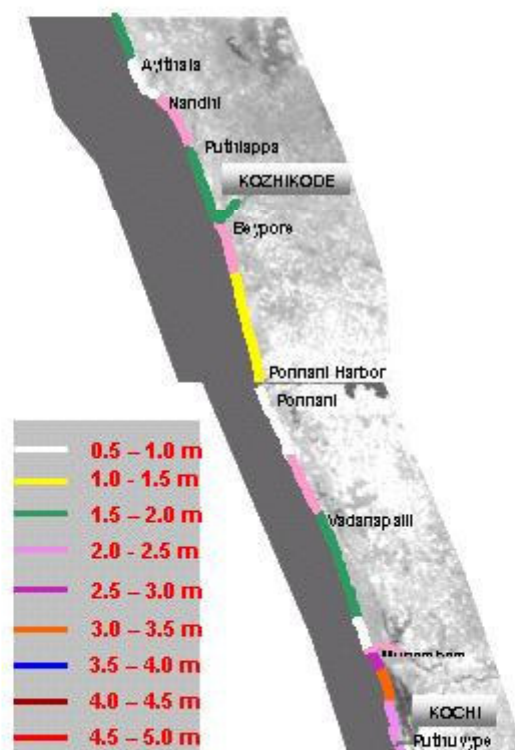 Ayithala
Nandhi
Puthiappa
KOZHIKODE
Beypore
Ponnani Harbor
Ponnani
0.5 – 1.0 m
1.0 - 1.5 m
1.5 – 2.0 m
Vadanapalli
2.0 - 2.5 m
2.5 – 3.0 m
3.0 – 3.5 m
Munambam
3.5 – 4.0 m
4.0 – 4.5 m
KOCHI
4.5 – 5.0 m
Puthuvype